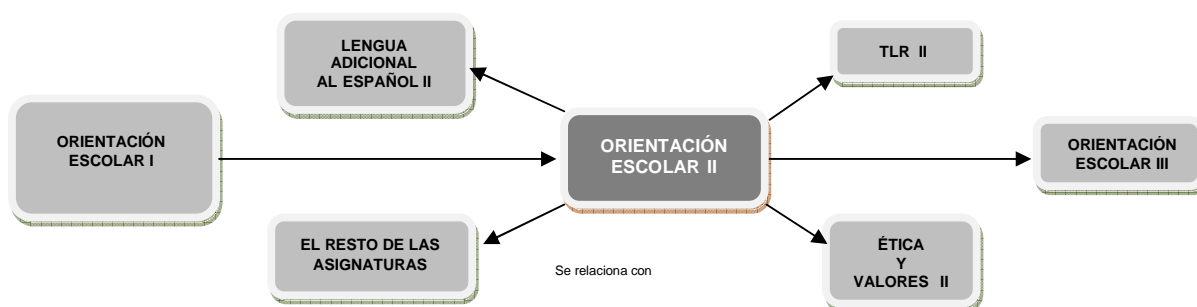 LENGUA
ADICIONAL
AL ESPAÑOL II
TLR II
ORIENTACIÓN
ESCOLAR I
ORIENTACIÓN
ESCOLAR II
ORIENTACIÓN
ESCOLAR III
EL RESTO DE LAS
ASIGNATURAS
Se relaciona con
ÉTICA
Y
VALORES II